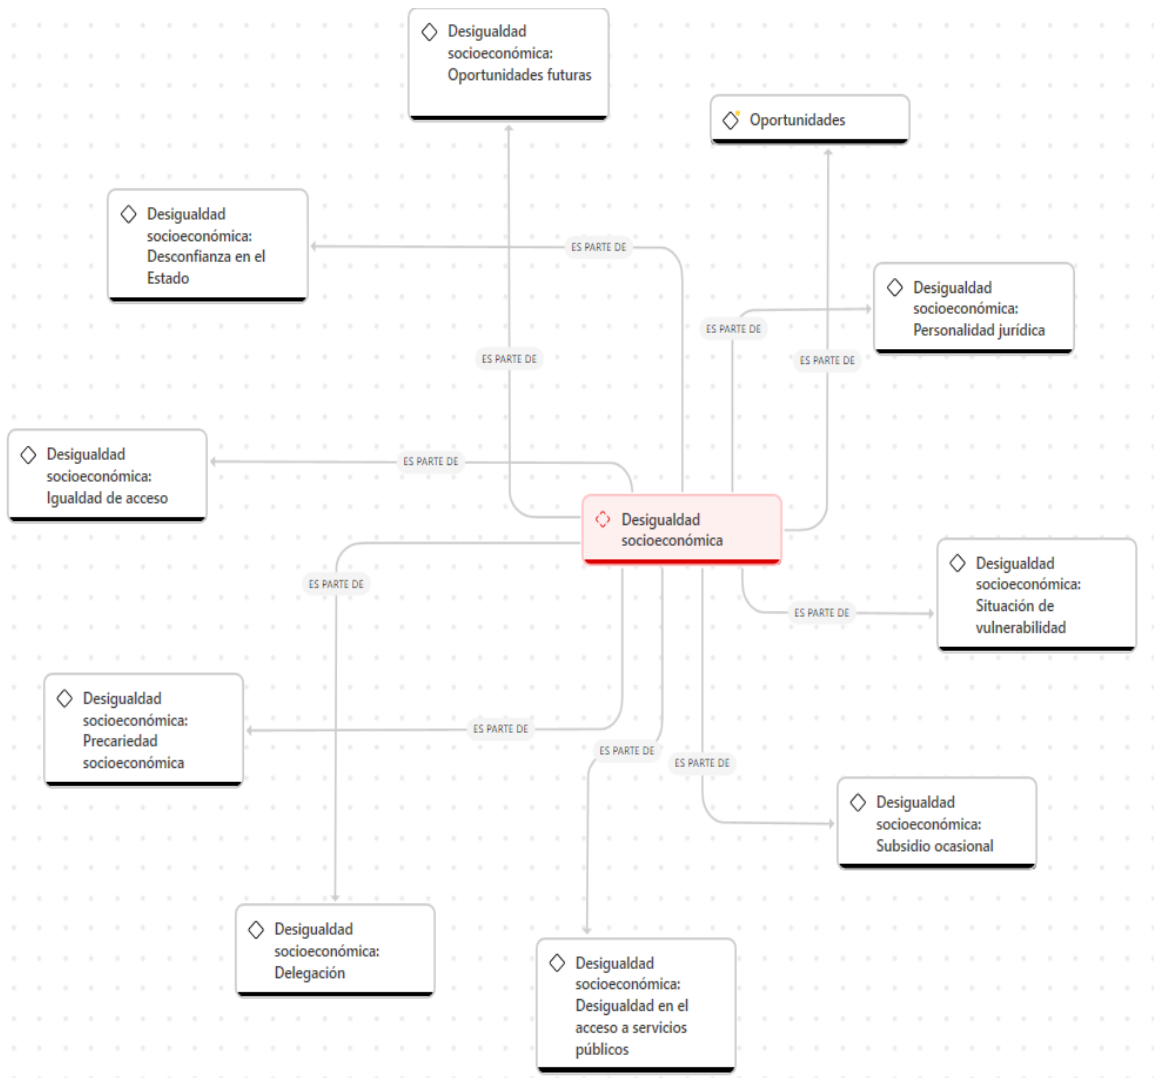 Desigualdad
socioeconómica:
Oportunidades futuras
Oportunidades
Desigualdad
socioeconómica:
Desconfianza en el
Estado
ES PARTE DE
Desigualdad
socioeconómica:
Personalidad jurídica
ES PARTE DE
ES PARTE DE
ES PARTE DE
Desigualdad
socioeconómica:
Igualdad de acceso
ES PARTE DE
Desigualdad
socioeconómica
Desigualdad
socioeconómica:
Situación de
vulnerabilidad
ES PARTE DE
ES PARTE DE
Desigualdad
socioeconómica:
Precariedad
socioeconómica
ES PARTE DE
ES PARTE DE
ES PARTE DE
Desigualdad
socioeconómica:
Subsidio ocasional
Desigualdad
socioeconómica:
Delegación
Desigualdad
socioeconómica:
Desigualdad en el
acceso a servicios
públicos